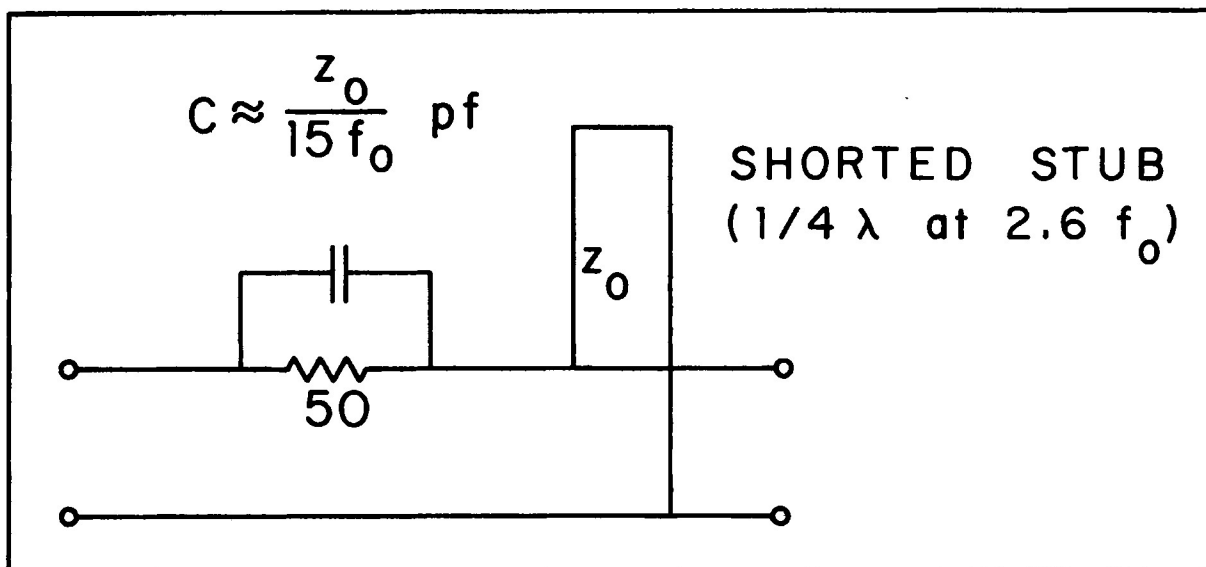 C ≈ z₀ / 15 f₀ pf
SHORTED STUB
(1/4 λ at 2.6 f₀)
z₀
50